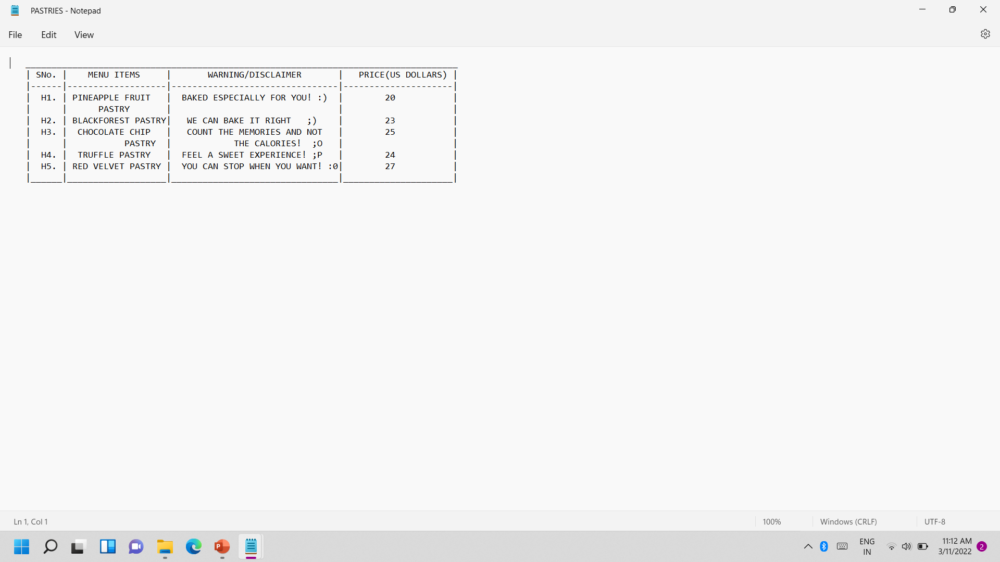 PASTRIES - Notepad
File Edit View
| SNo. | MENU ITEMS | WARNING/DISCLAIMER | PRICE(US DOLLARS) |
|------|-------------------|--------------------------------|---------------------|
| H1. | PINEAPPLE FRUIT | BAKED ESPECIALLY FOR YOU! :) | 20 |
| | PASTRY | | |
| H2. | BLACKFOREST PASTRY| WE CAN BAKE IT RIGHT ;) | 23 |
| H3. | CHOCOLATE CHIP | COUNT THE MEMORIES AND NOT | 25 |
| | PASTRY | THE CALORIES! ;O | |
| H4. | TRUFFLE PASTRY | FEEL A SWEET EXPERIENCE! ;P | 24 |
| H5. | RED VELVET PASTRY | YOU CAN STOP WHEN YOU WANT! :0| 27 |
|______|___________________|________________________________|_____________________|
Ln 1, Col 1 100% Windows (CRLF) UTF-8
ENG 11:12 AM
IN 3/11/2022 2